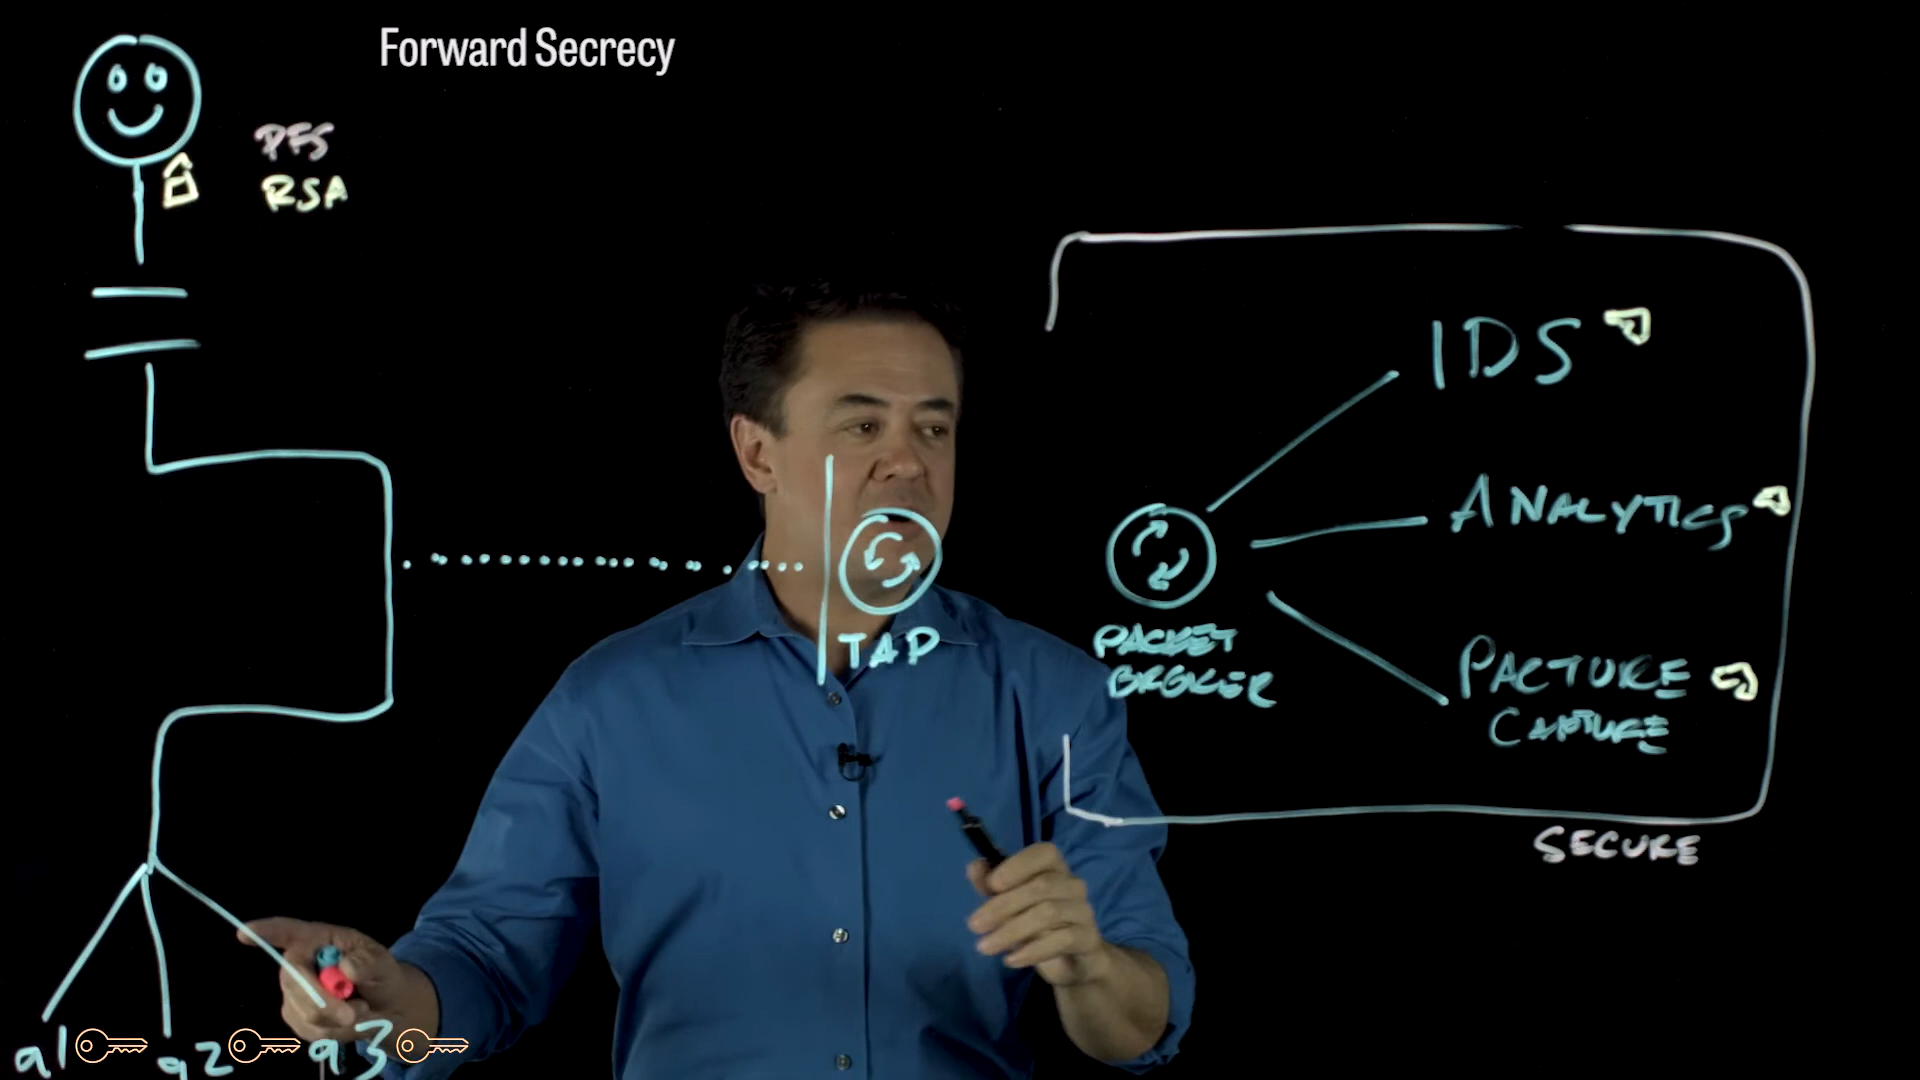 Forward Secrecy
PFS
RSA
IDS
ANALYTICS
TAP
PACKET
BROKER
PACTURE
CAPTURE
SECURE
a1
a2
a3